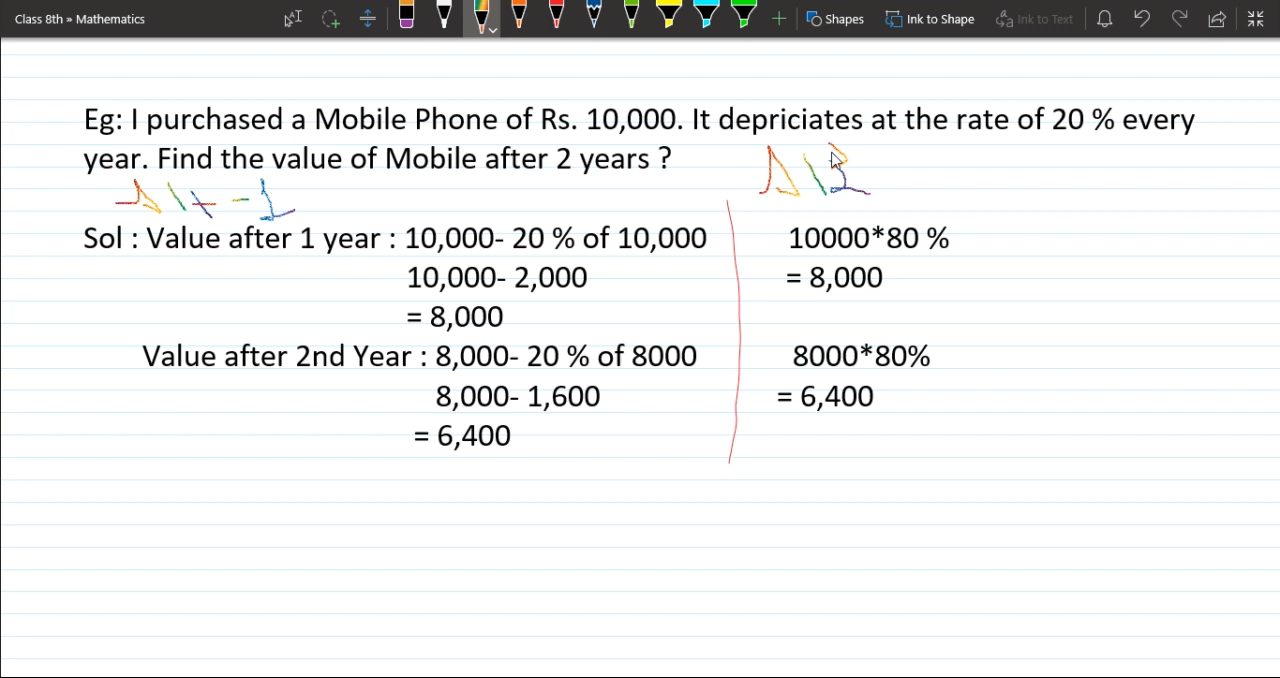 Class 8th » Mathematics
Shapes
Ink to Shape
Ink to Text
Eg: I purchased a Mobile Phone of Rs. 10,000. It depriciates at the rate of 20 % every
year. Find the value of Mobile after 2 years ?
Sol : Value after 1 year : 10,000- 20 % of 10,000
10,000- 2,000
= 8,000
Value after 2nd Year : 8,000- 20 % of 8000
8,000- 1,600
= 6,400
10000*80 %
= 8,000
8000*80%
= 6,400